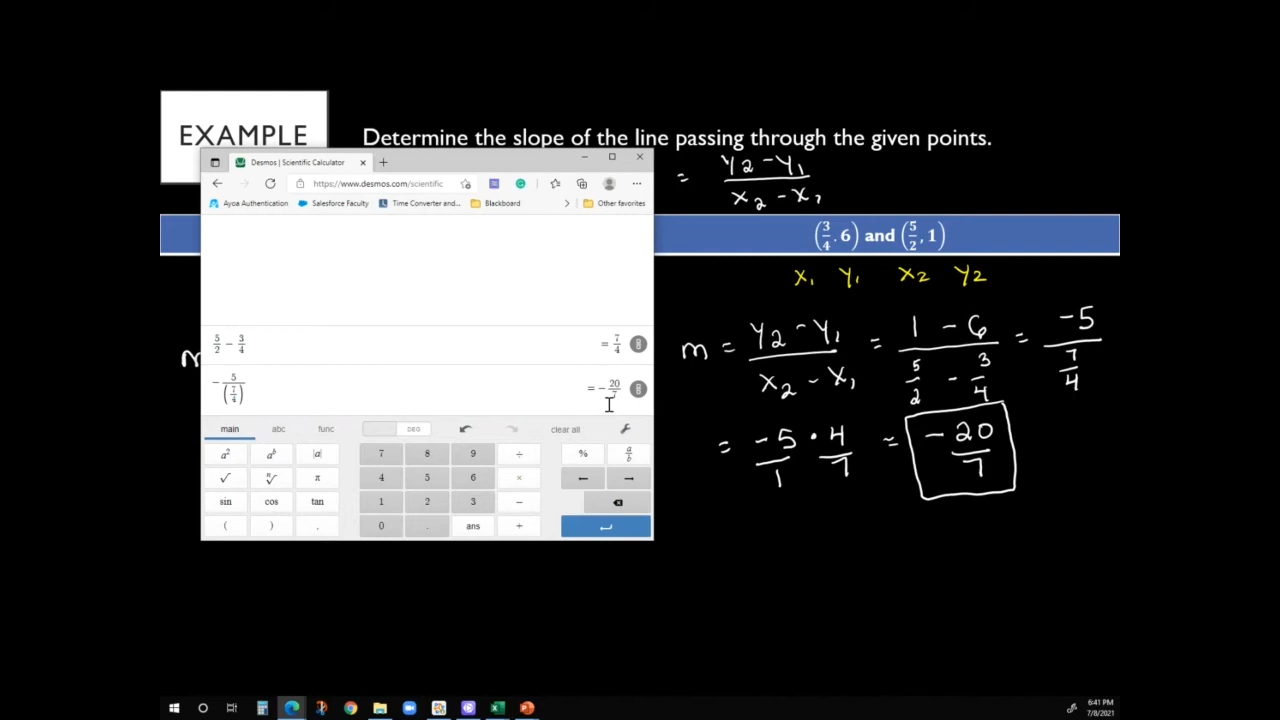 EXAMPLE
Determine the slope of the line passing through the given points.
= y2 - y1 / x2 - x1
Desmos | Scientific Calculator
https://www.desmos.com/scientific
Ayoa Authentication Salesforce Faculty Time Converter and... Blackboard Other favorites
(3/4, 6) and (5/2, 1)
x1 y1 x2 y2
5/2 - 3/4 = 7/4
m
m = y2 - y1 / x2 - x1 = 1 - 6 / 5/2 - 3/4 = -5 / 7/4
- 5/(7/4) = - 20/7
= -5/1 · 4/7 = -20/7
main abc func DEG clear all
a² aᵇ |a| 7 8 9 ÷ % a/b
√ ⁿ√ π 4 5 6 × ← →
sin cos tan 1 2 3 −
( ) , 0 . ans +
6:41 PM
7/8/2021